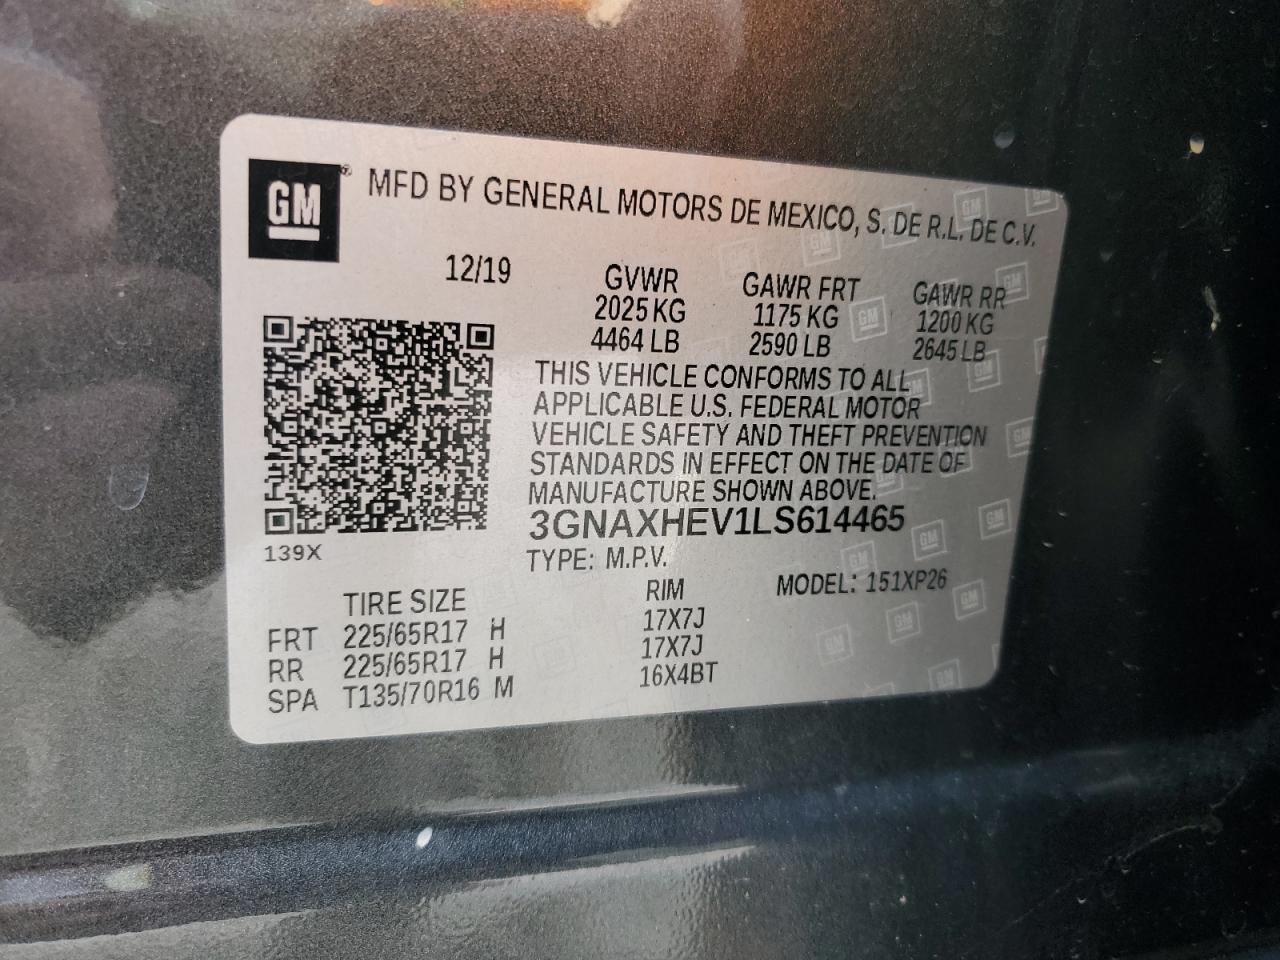 GM ® MFD BY GENERAL MOTORS DE MEXICO, S. DE R.L. DE C.V.
12/19 GVWR GAWR FRT GAWR RR
2025 KG 1175 KG 1200 KG
4464 LB 2590 LB 2645 LB
THIS VEHICLE CONFORMS TO ALL
APPLICABLE U.S. FEDERAL MOTOR
VEHICLE SAFETY AND THEFT PREVENTION
STANDARDS IN EFFECT ON THE DATE OF
MANUFACTURE SHOWN ABOVE.
3GNAXHEV1LS614465
139X
TYPE: M.P.V. MODEL: 151XP26
TIRE SIZE RIM
FRT 225/65R17 H 17X7J
RR 225/65R17 H 17X7J
SPA T135/70R16 M 16X4BT